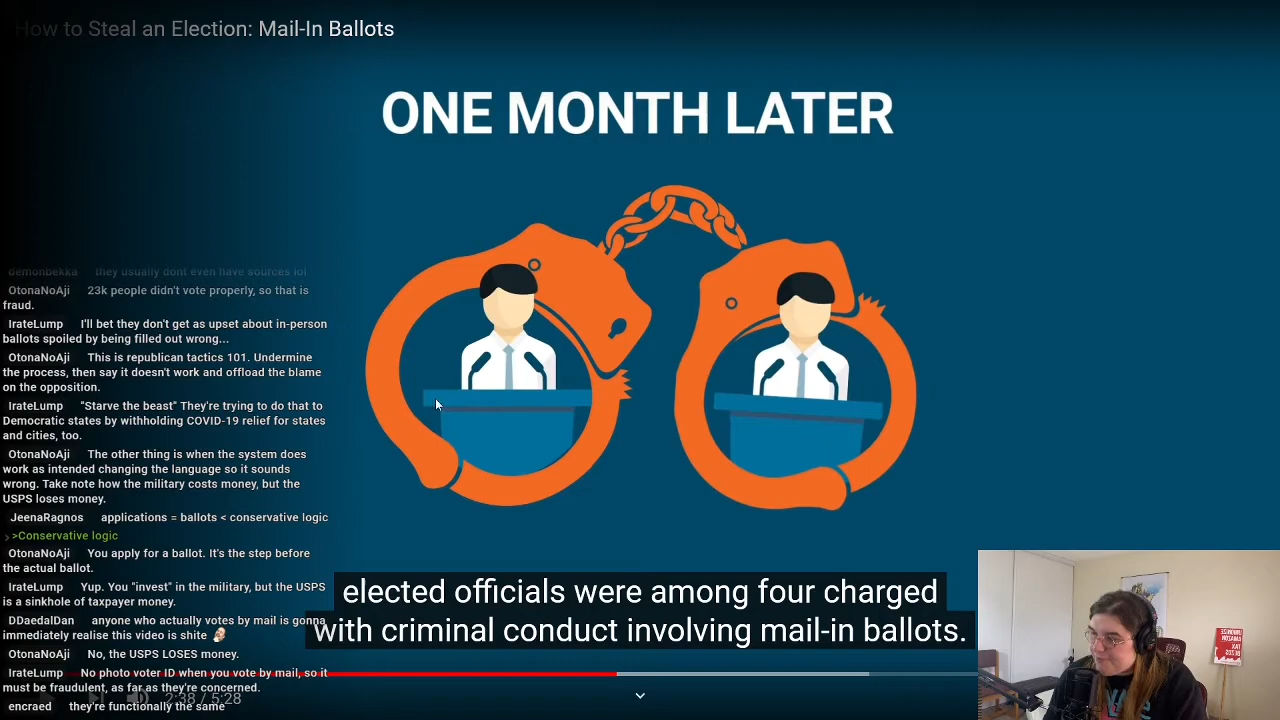 How to Steal an Election: Mail-In Ballots
ONE MONTH LATER
demonbekka they usually dont even have sources lol
OtonaNoAji 23k people didn't vote properly, so that is
fraud.
IrateLump I'll bet they don't get as upset about in-person
ballots spoiled by being filled out wrong...
OtonaNoAji This is republican tactics 101. Undermine
the process, then say it doesn't work and offload the blame
on the opposition.
IrateLump "Starve the beast" They're trying to do that to
Democratic states by withholding COVID-19 relief for states
and cities, too.
OtonaNoAji The other thing is when the system does
work as intended changing the language so it sounds
wrong. Take note how the military costs money, but the
USPS loses money.
JeenaRagnos applications = ballots < conservative logic
>Conservative logic
OtonaNoAji You apply for a ballot. It's the step before
the actual ballot.
IrateLump Yup. You "invest" in the military, but the USPS
is a sinkhole of taxpayer money.
DDaedalDan anyone who actually votes by mail is gonna
immediately realise this video is shite
OtonaNoAji No, the USPS LOSES money.
IrateLump No photo voter ID when you vote by mail, so it
must be fraudulent, as far as they're concerned.
encraed they're functionally the same
elected officials were among four charged
with criminal conduct involving mail-in ballots.
2:38 / 5:28